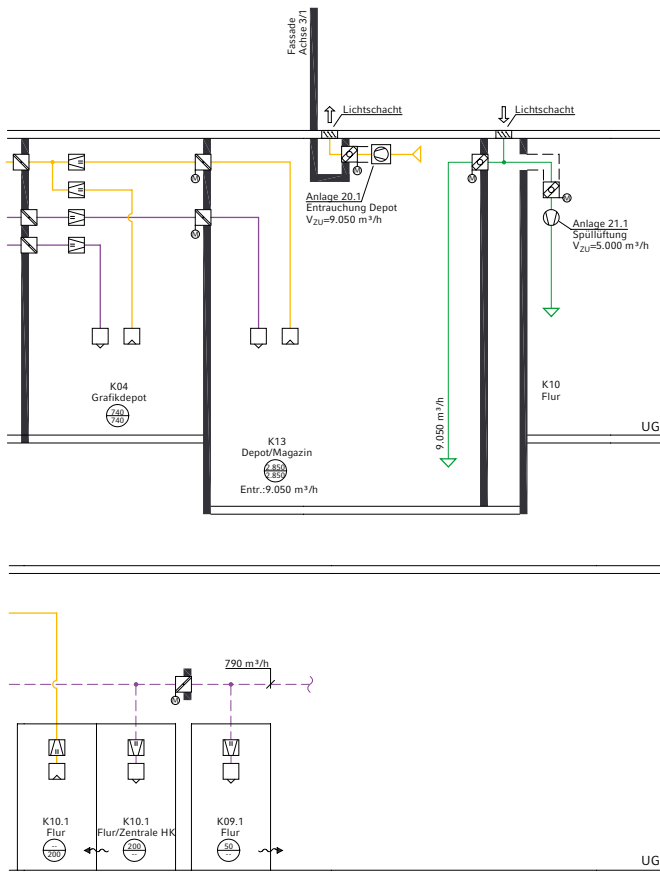 Fassade
Achse 3/1
Lichtschacht
Lichtschacht
M
M
M
M
M
Anlage 20.1
Entrauchung Depot
VZU=9.050 m³/h
Anlage 21.1
Spüllüftung
VZU=5.000 m³/h
K04
Grafikdepot
740
740
K13
Depot/Magazin
2.850
2.850
Entr.:9.050 m³/h
9.050 m³/h
K10
Flur
UG
790 m³/h
M
K10.1
Flur
--
200
K10.1
Flur/Zentrale HK
200
--
K09.1
Flur
50
--
UG